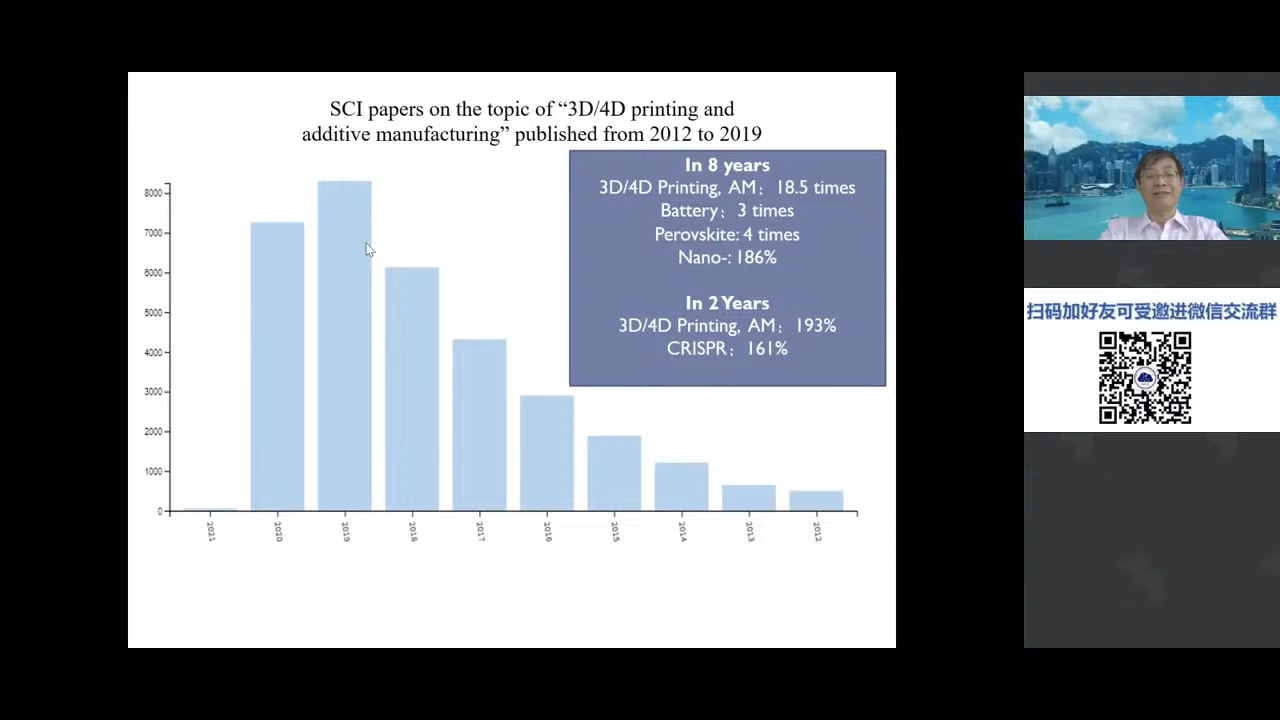 SCI papers on the topic of “3D/4D printing and
additive manufacturing” published from 2012 to 2019
In 8 years
3D/4D Printing, AM：18.5 times
Battery：3 times
Perovskite: 4 times
Nano-: 186%
In 2 Years
3D/4D Printing, AM：193%
CRISPR：161%
8000
7000
6000
5000
4000
3000
2000
1000
0
2021
2020
2019
2018
2017
2016
2015
2014
2013
2012
扫码加好友可受邀进微信交流群